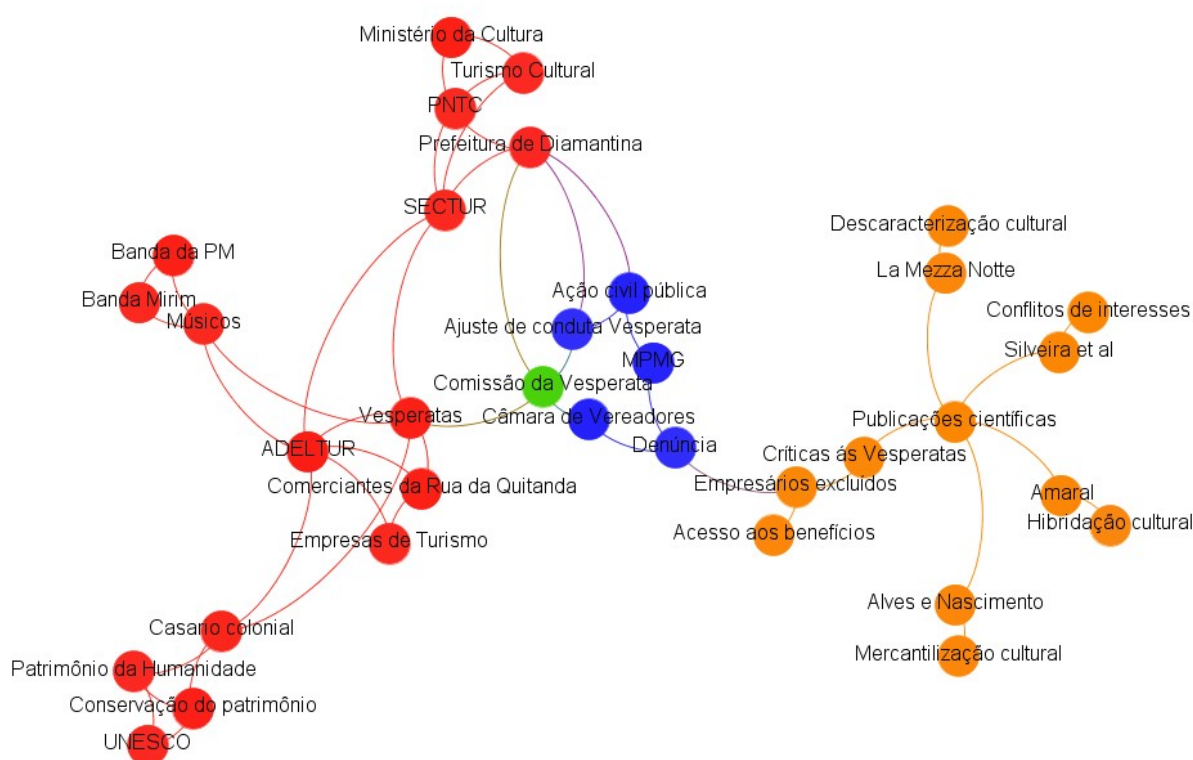 Ministério da Cultura
Turismo Cultural
PNTC
Prefeitura de Diamantina
SECTUR
Descaracterização cultural
Banda da PM
La Mezza Notte
Banda Mirim
Ação civil pública
Conflitos de interesses
Músicos
Ajuste de conduta Vesperata
Silveira et al
MPMG
Comissão da Vesperata
Vesperatas
Câmara de Vereadores
Publicações científicas
ADELTUR
Denúncia
Críticas ás Vesperatas
Comerciantes da Rua da Quitanda
Empresários excluídos
Amaral
Hibridação cultural
Empresas de Turismo
Acesso aos benefícios
Alves e Nascimento
Casario colonial
Mercantilização cultural
Patrimônio da Humanidade
Conservação do patrimônio
UNESCO